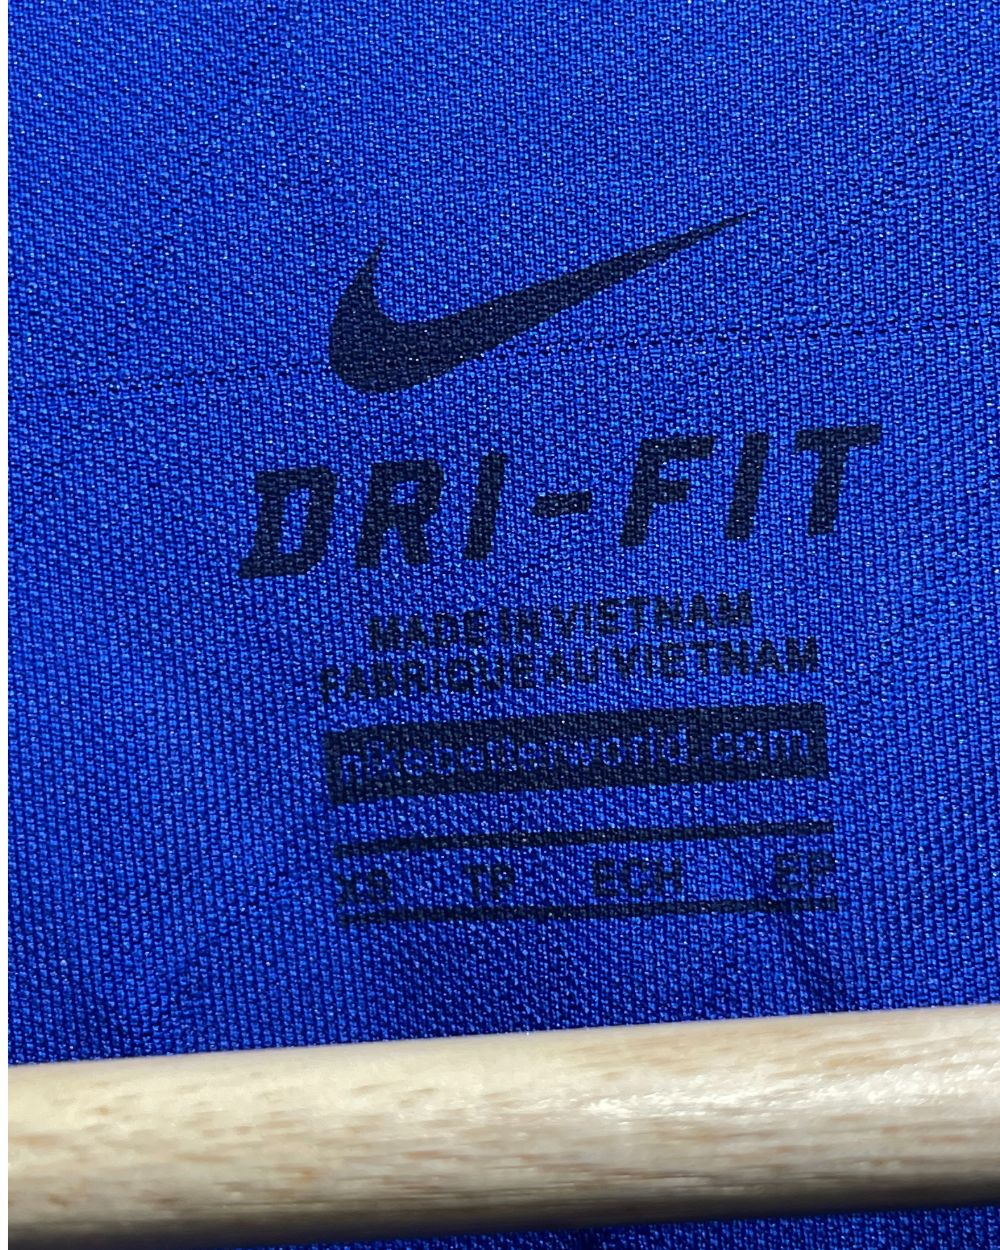 DRI-FIT
MADE IN VIETNAM
FABRIQUE AU VIETNAM
nikebetterworld.com
XS TP ECH EP